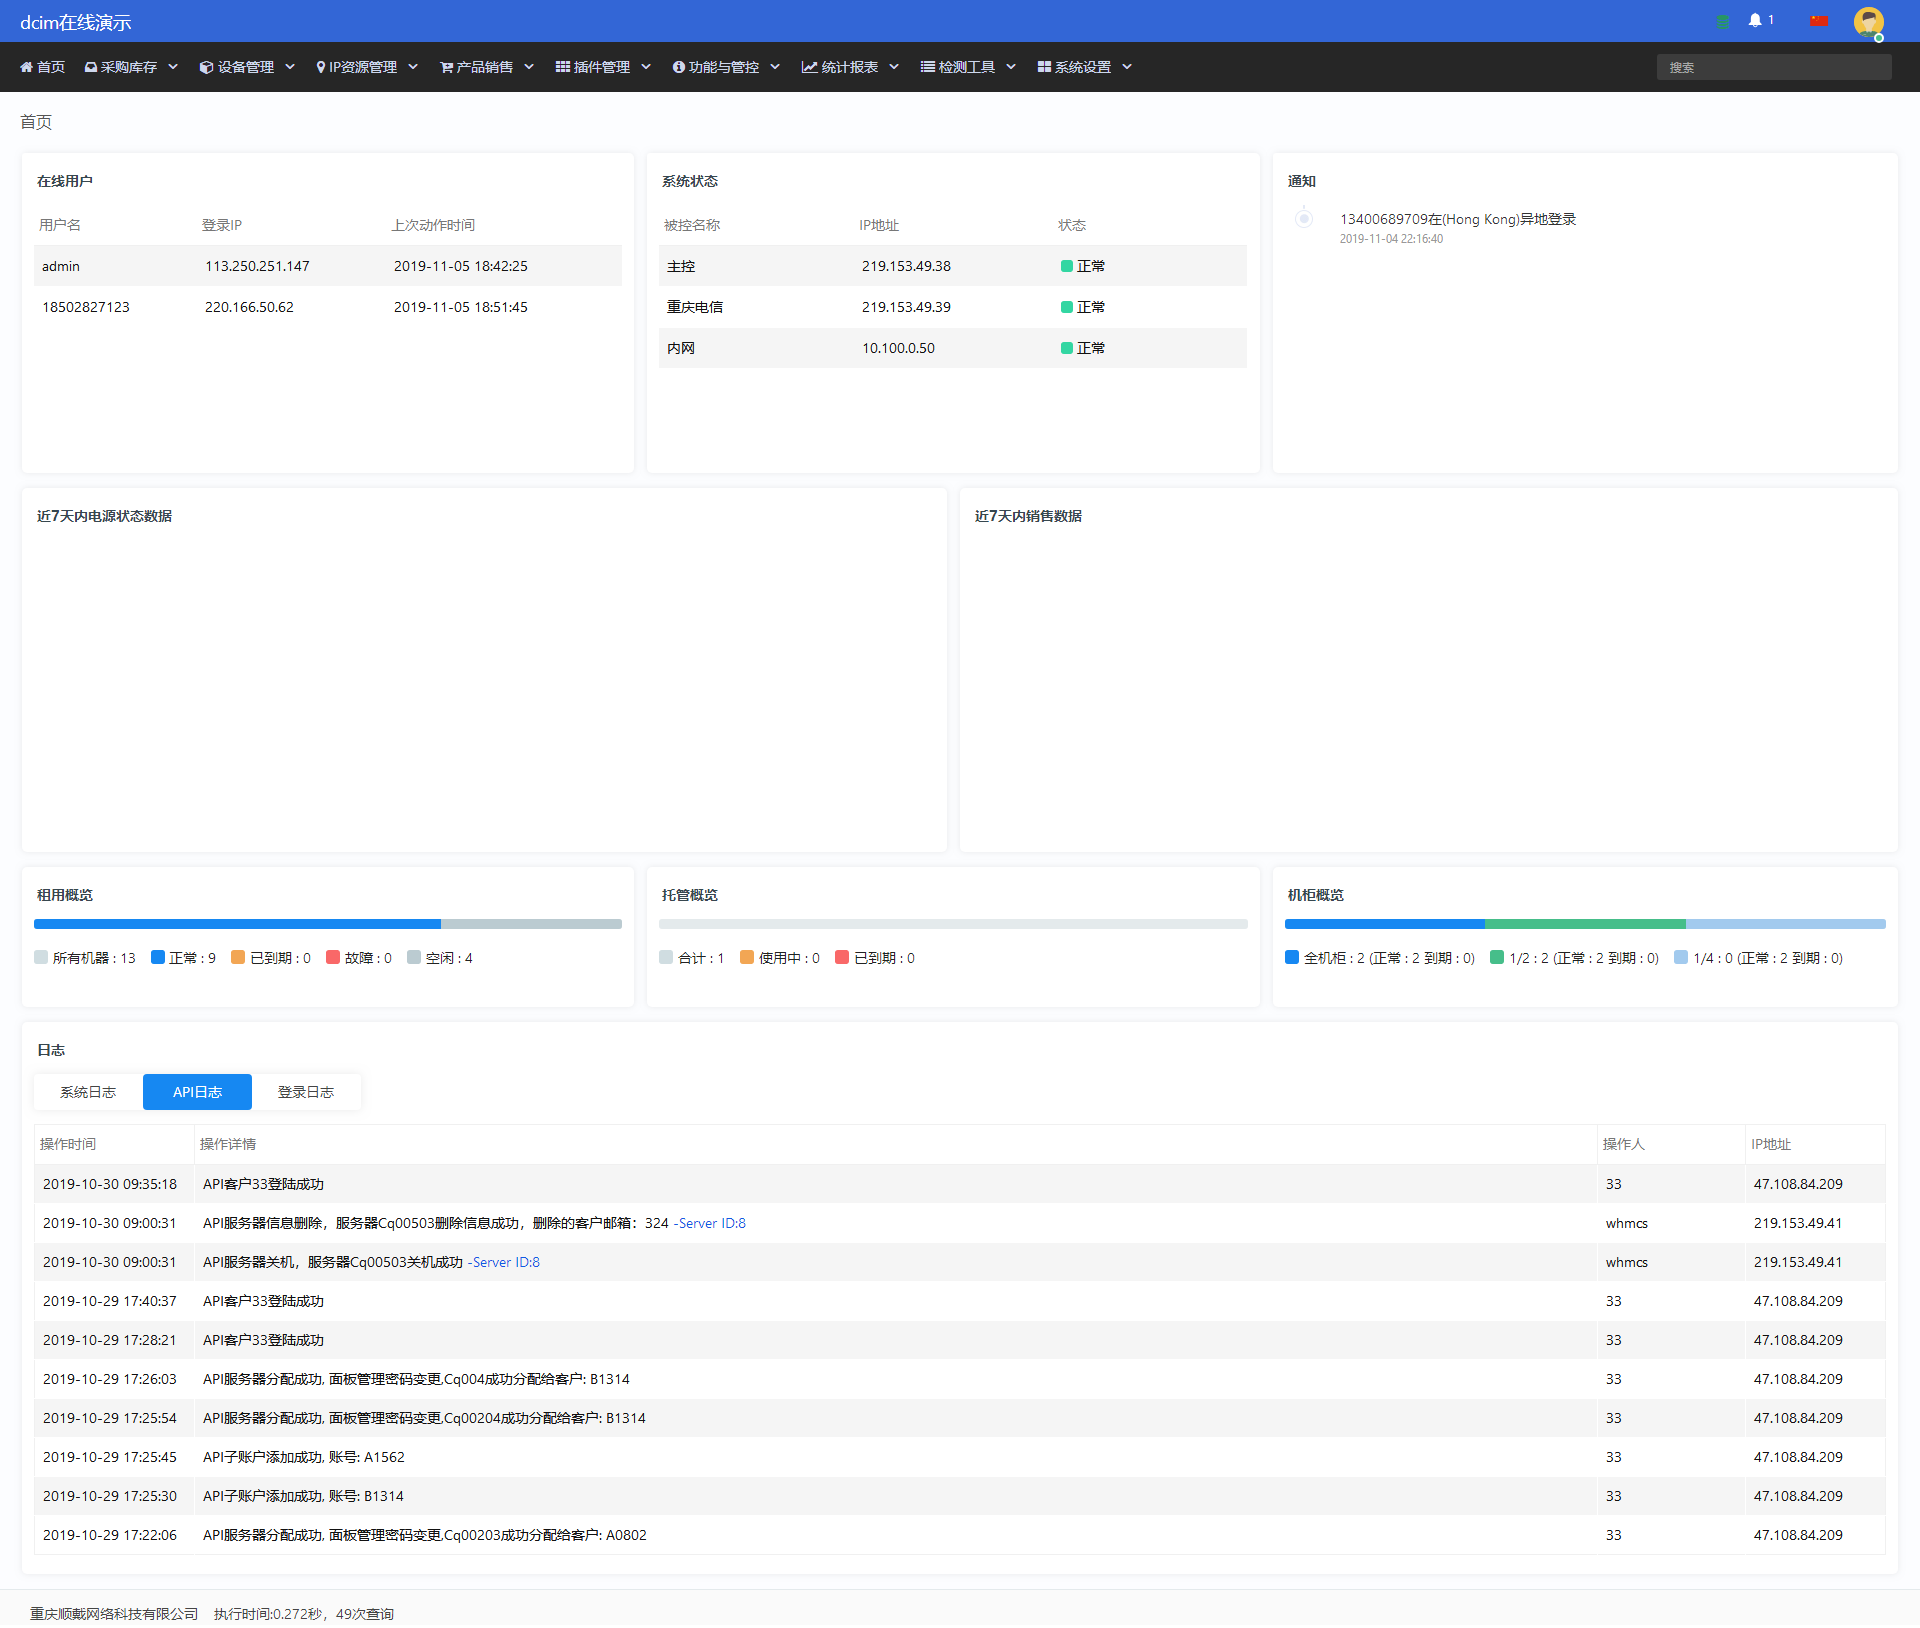 dcim在线演示
1
首页 采购库存 设备管理 IP资源管理 产品销售 插件管理 功能与管控 统计报表 检测工具 系统设置 搜索
首页
在线用户
用户名 登录IP 上次动作时间
admin 113.250.251.147 2019-11-05 18:42:25
18502827123 220.166.50.62 2019-11-05 18:51:45
系统状态
被控名称 IP地址 状态
主控 219.153.49.38 正常
重庆电信 219.153.49.39 正常
内网 10.100.0.50 正常
通知
13400689709在(Hong Kong)异地登录
2019-11-04 22:16:40
近7天内电源状态数据
近7天内销售数据
租用概览
所有机器 : 13 正常 : 9 已到期 : 0 故障 : 0 空闲 : 4
托管概览
合计 : 1 使用中 : 0 已到期 : 0
机柜概览
全机柜 : 2 (正常 : 2 到期 : 0) 1/2 : 2 (正常 : 2 到期 : 0) 1/4 : 0 (正常 : 2 到期 : 0)
日志
系统日志 API日志 登录日志
操作时间 操作详情 操作人 IP地址
2019-10-30 09:35:18 API客户33登陆成功 33 47.108.84.209
2019-10-30 09:00:31 API服务器信息删除，服务器Cq00503删除信息成功，删除的客户邮箱：324 -Server ID:8 whmcs 219.153.49.41
2019-10-30 09:00:31 API服务器关机，服务器Cq00503关机成功 -Server ID:8 whmcs 219.153.49.41
2019-10-29 17:40:37 API客户33登陆成功 33 47.108.84.209
2019-10-29 17:28:21 API客户33登陆成功 33 47.108.84.209
2019-10-29 17:26:03 API服务器分配成功, 面板管理密码变更,Cq004成功分配给客户: B1314 33 47.108.84.209
2019-10-29 17:25:54 API服务器分配成功, 面板管理密码变更,Cq00204成功分配给客户: B1314 33 47.108.84.209
2019-10-29 17:25:45 API子账户添加成功, 账号: A1562 33 47.108.84.209
2019-10-29 17:25:30 API子账户添加成功, 账号: B1314 33 47.108.84.209
2019-10-29 17:22:06 API服务器分配成功, 面板管理密码变更,Cq00203成功分配给客户: A0802 33 47.108.84.209
重庆顺戴网络科技有限公司 执行时间:0.272秒，49次查询